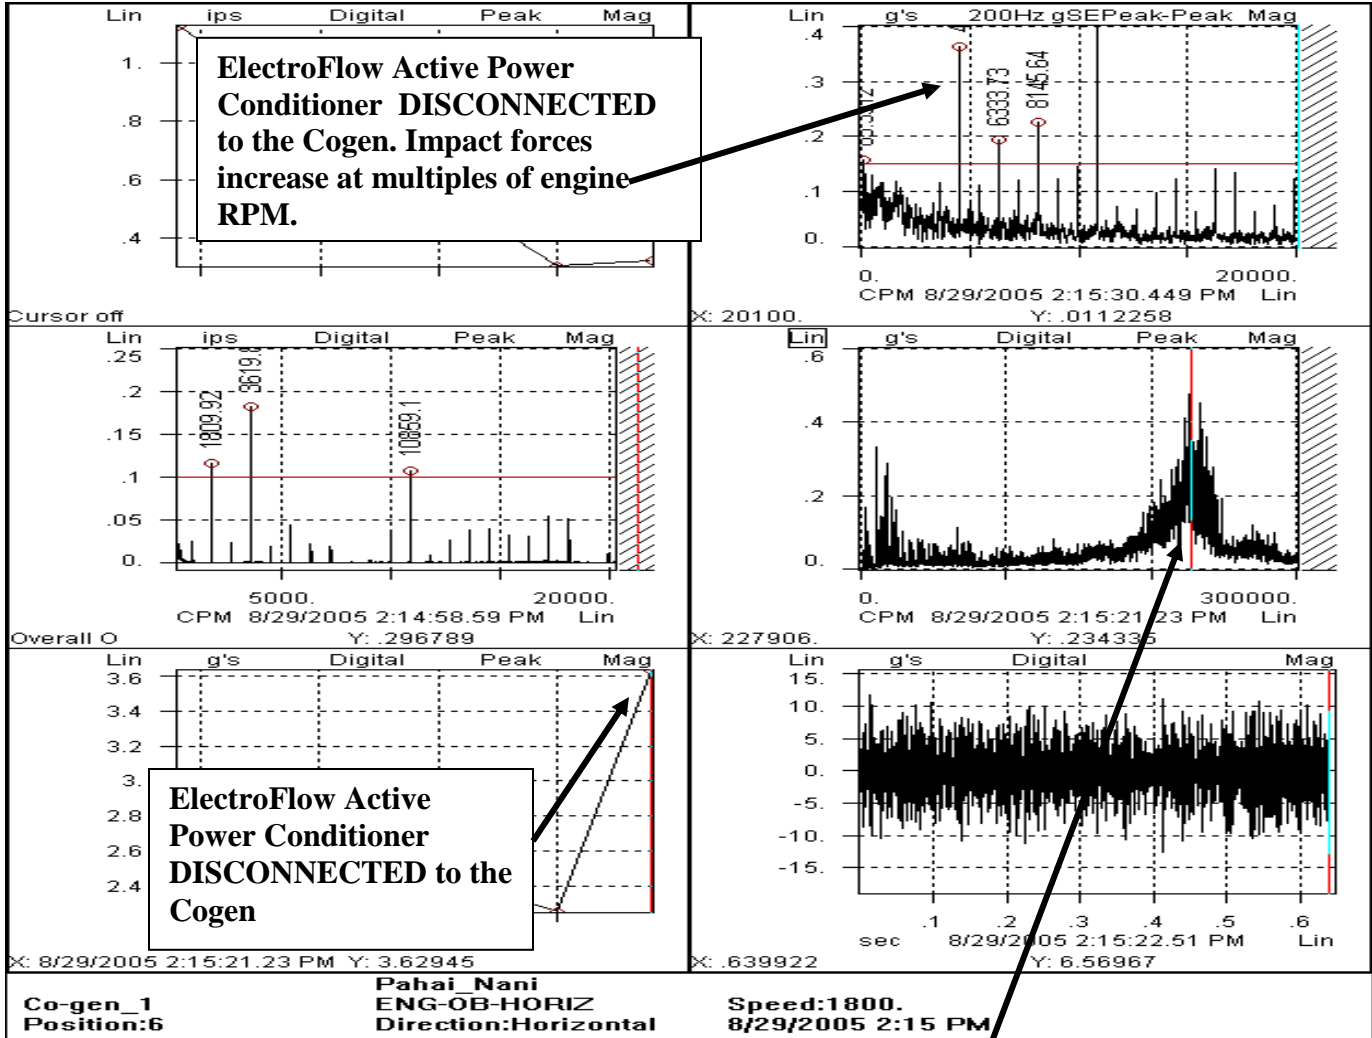 Lin ips Digital Peak Mag
1.
.8
.6
.4
ElectroFlow Active Power
Conditioner DISCONNECTED
to the Cogen. Impact forces
increase at multiples of engine
RPM.
Cursor off
Lin g's 200Hz gSEPeak-Peak Mag
.4
.3
.2
.1
0.
6333.73
8145.64
0. 20000.
CPM 8/29/2005 2:15:30.449 PM Lin
X: 20100. Y: .0112258
Lin ips Digital Peak Mag
.25
.2
.15
.1
.05
0.
1809.92
3619.8
10859.1
5000. 20000.
CPM 8/29/2005 2:14:58.59 PM Lin
Overall O Y: .296789
Lin g's Digital Peak Mag
.6
.4
.2
0.
0. 300000.
CPM 8/29/2005 2:15:21.23 PM Lin
X: 227906. Y: .234335
Lin g's Digital Peak Mag
3.6
3.4
3.2
3.
2.8
2.6
2.4
ElectroFlow Active
Power Conditioner
DISCONNECTED to the
Cogen
X: 8/29/2005 2:15:21.23 PM Y: 3.62945
Lin g's Digital Mag
15.
10.
5.
0.
-5.
-10.
-15.
.1 .2 .3 .4 .5 .6
sec 8/29/2005 2:15:22.51 PM Lin
X: .639922 Y: 6.56967
Pahai_Nani
Co-gen_1 ENG-OB-HORIZ Speed:1800.
Position:6 Direction:Horizontal 8/29/2005 2:15 PM